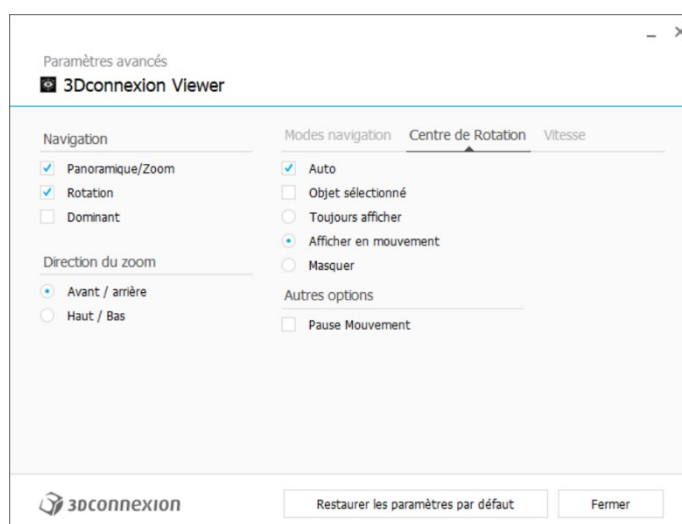 Paramètres avancés
3Dconnexion Viewer
Navigation
Panoramique/Zoom
Rotation
Dominant
Direction du zoom
Avant / arrière
Haut / Bas
Modes navigation Centre de Rotation Vitesse
Auto
Objet sélectionné
Toujours afficher
Afficher en mouvement
Masquer
Autres options
Pause Mouvement
3Dconnexion
Restaurer les paramètres par défaut Fermer